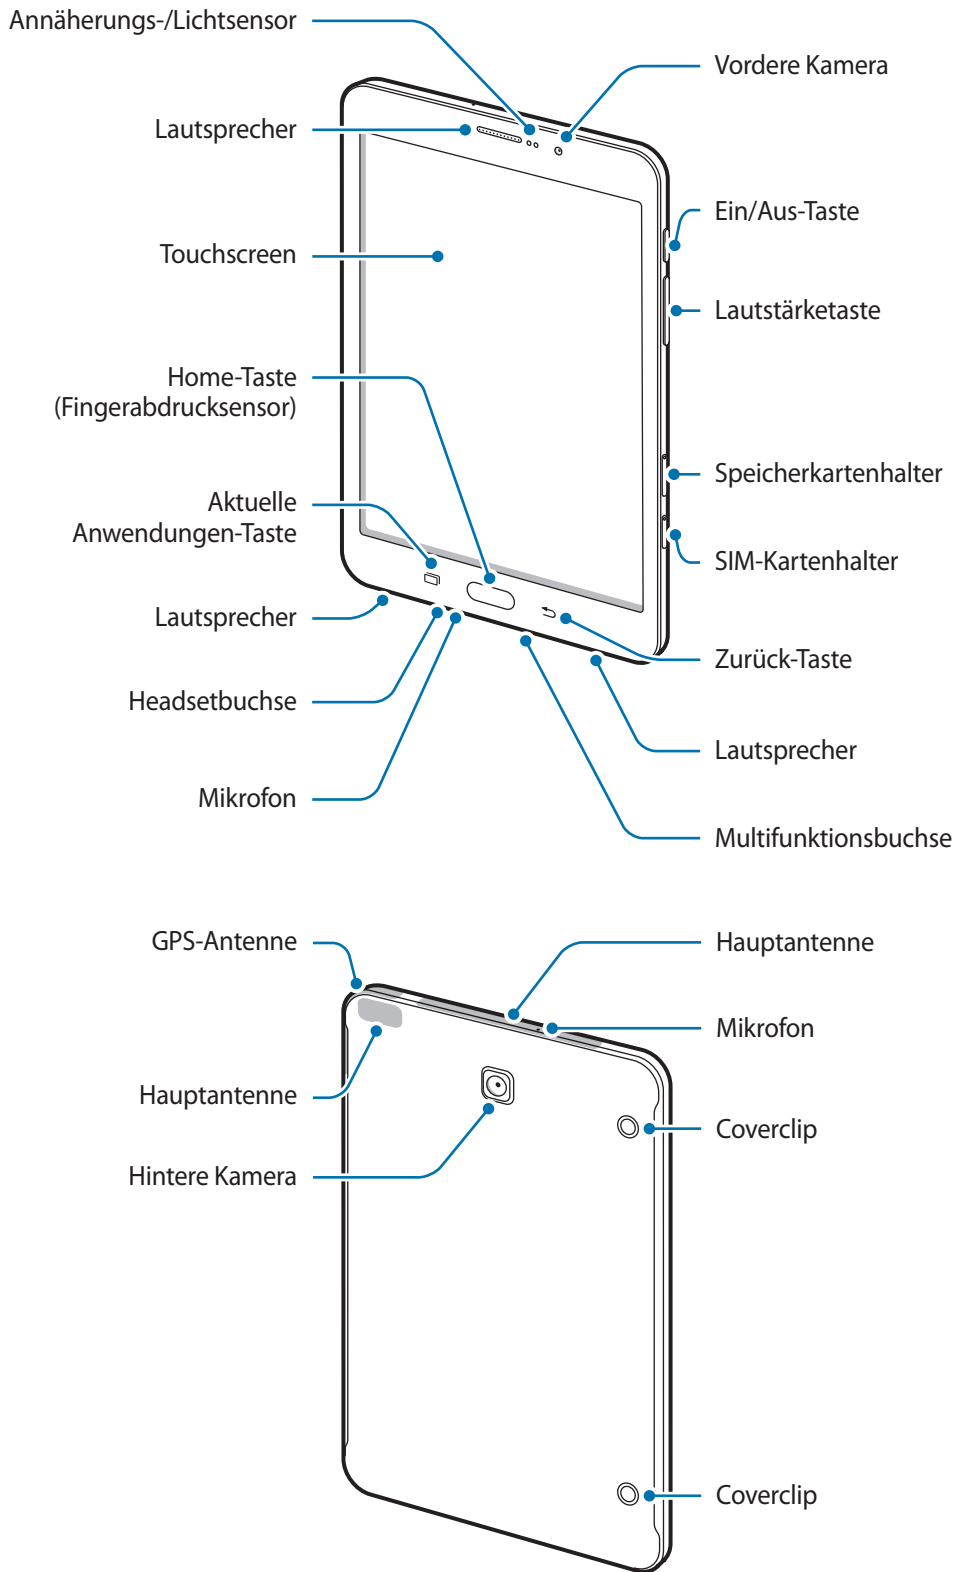 Annäherungs-/Lichtsensor
Vordere Kamera
Lautsprecher
Ein/Aus-Taste
Touchscreen
Lautstärketaste
Home-Taste
(Fingerabdrucksensor)
Speicherkartenhalter
Aktuelle
Anwendungen-Taste
SIM-Kartenhalter
Lautsprecher
Zurück-Taste
Headsetbuchse
Lautsprecher
Mikrofon
Multifunktionsbuchse
GPS-Antenne
Hauptantenne
Mikrofon
Hauptantenne
Coverclip
Hintere Kamera
Coverclip